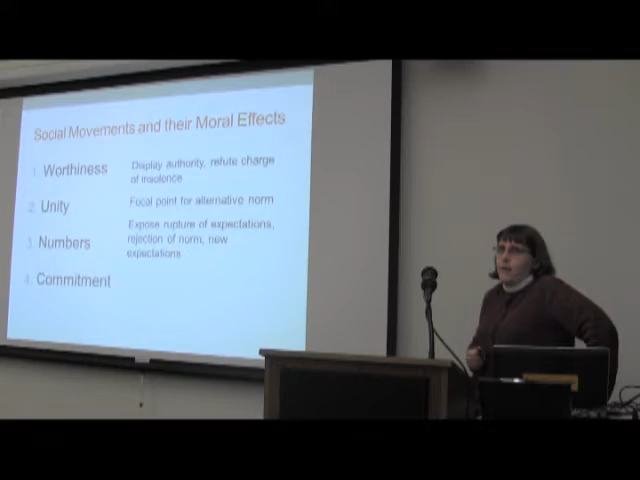 Social Movements and their Moral Effects
1. Worthiness
Display authority, refute charge
of insolence
2. Unity
Focal point for alternative norm
3. Numbers
Expose rupture of expectations,
rejection of norm, new
expectations
4. Commitment